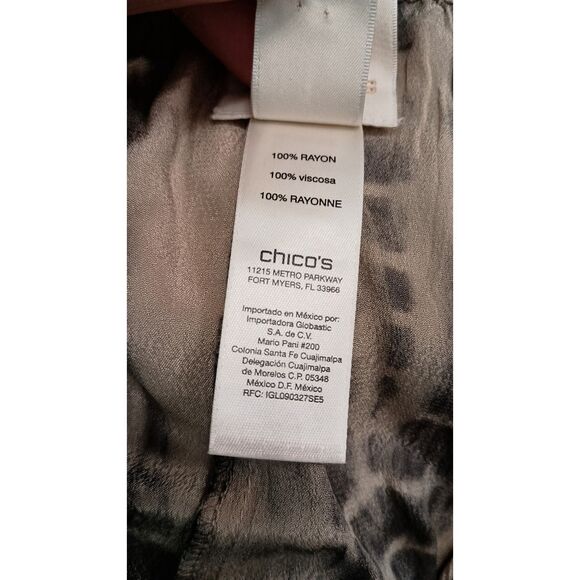 100% RAYON
100% viscosa
100% RAYONNE
chico's
11215 METRO PARKWAY
FORT MYERS, FL 33966
Importado en México por:
Importadora Globastic
S.A. de C.V.
Mario Pani #200
Colonia Santa Fe Cuajimalpa
Delegación Cuajimalpa
de Morelos C.P. 05348
México D.F. México
RFC: IGL090327SE5